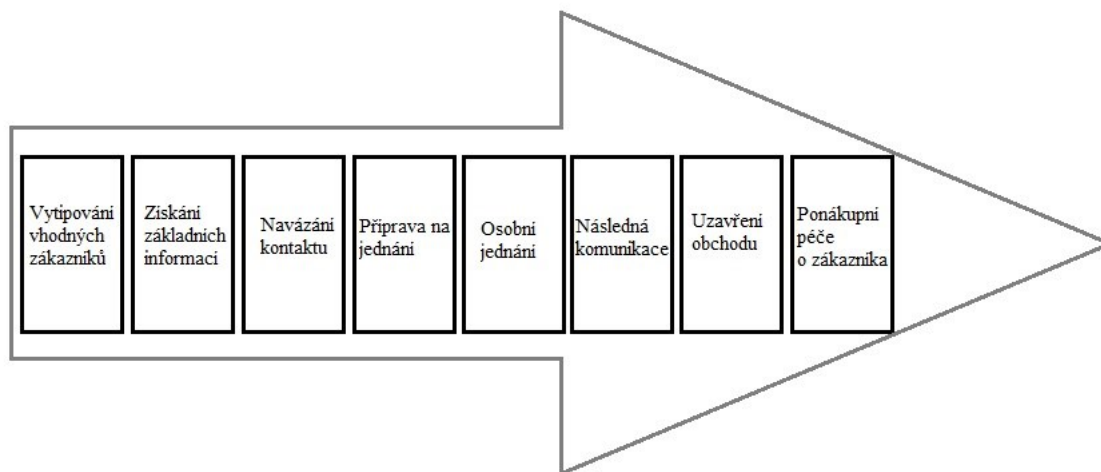 Vytipování
vhodných
zákazníků
Získání
základních
informací
Navázání
kontaktu
Příprava na
jednání
Osobní
jednání
Následná
komunikace
Uzavření
obchodu
Ponákupní
péče
o zákazníka